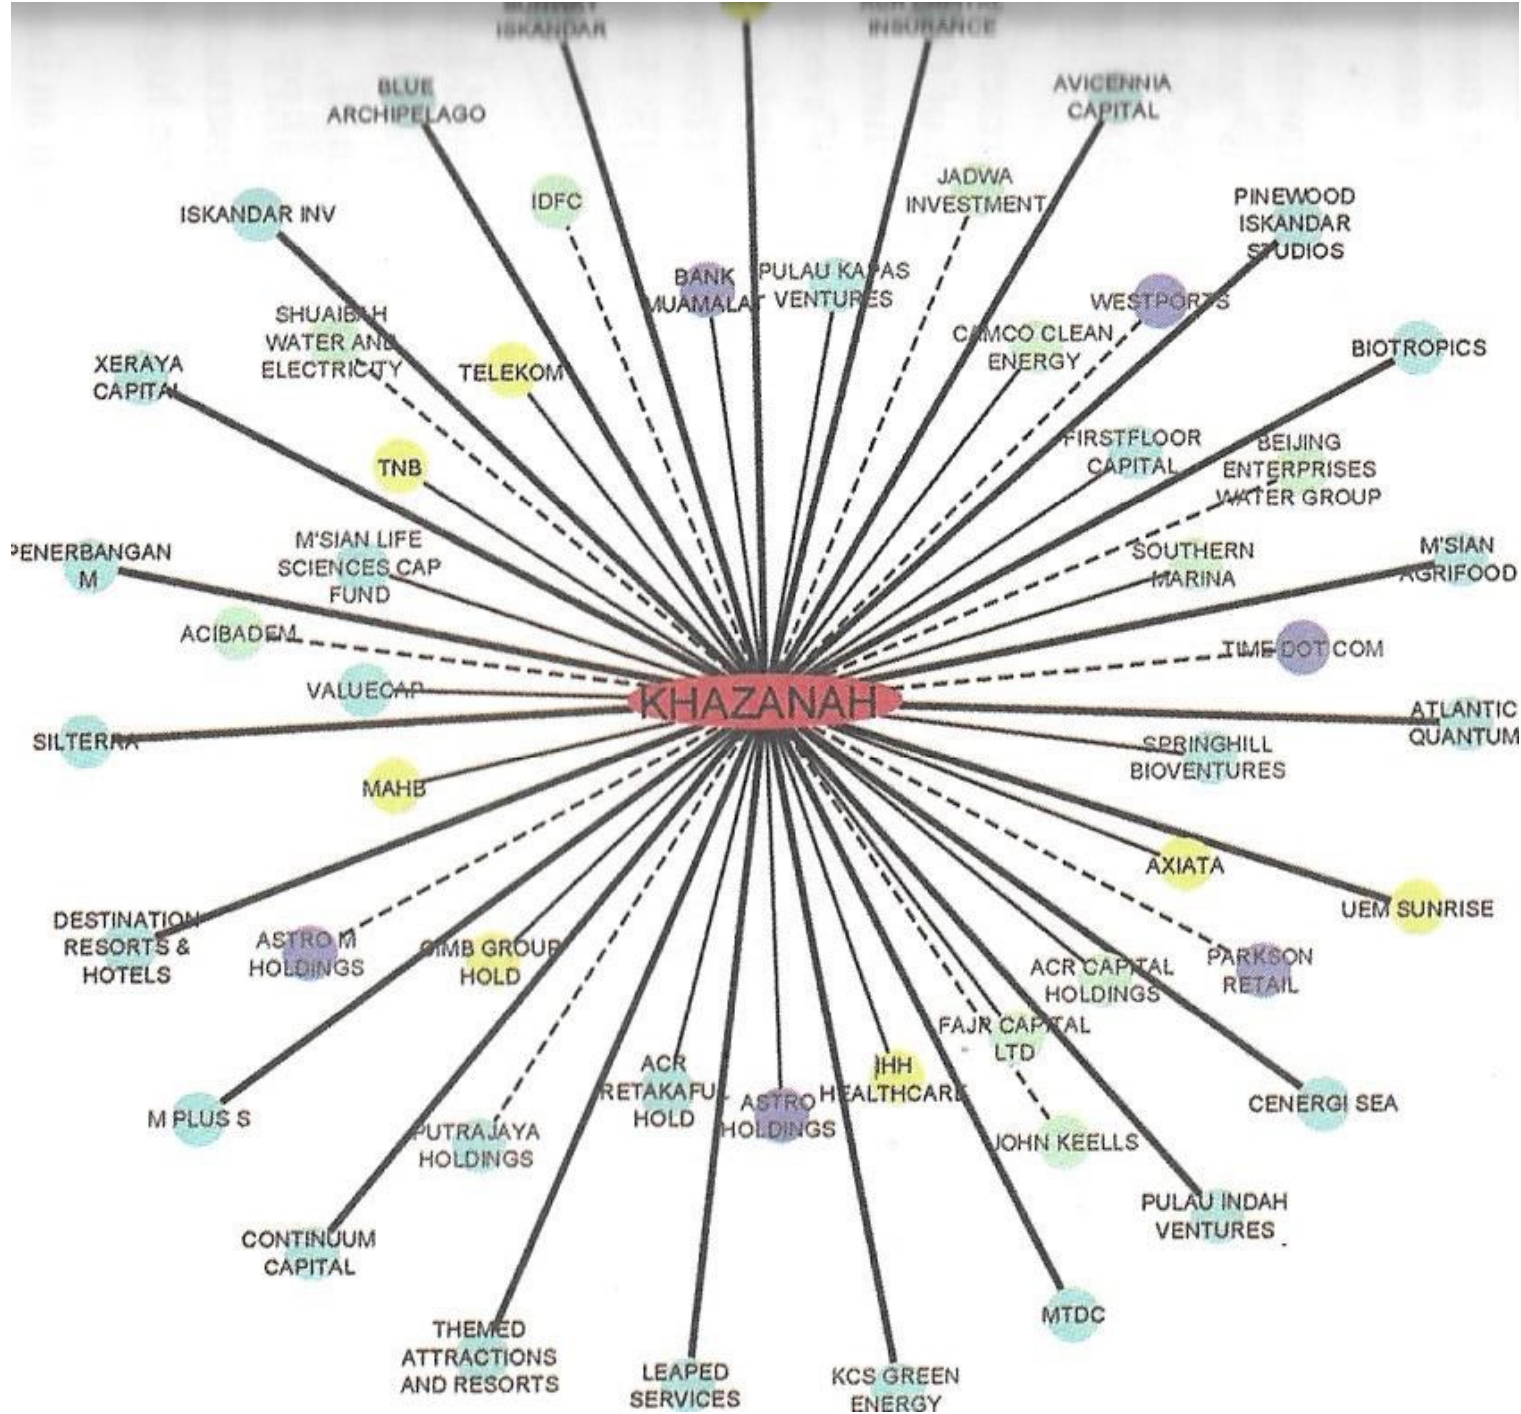 ISKANDAR
INSURANCE
BLUE
ARCHIPELAGO
AVICENNIA
CAPITAL
IDFC
JADWA
INVESTMENT
PINEWOOD
ISKANDAR
STUDIOS
ISKANDAR INV
BANK
MUAMALAT
PULAU KAPAS
VENTURES
WESTPORTS
SHUAIBAH
WATER AND
ELECTRICITY
CAMCO CLEAN
ENERGY
XERAYA
CAPITAL
TELEKOM
BIOTROPICS
TNB
FIRSTFLOOR
CAPITAL
BEIJING
ENTERPRISES
WATER GROUP
PENERBANGAN
M
M'SIAN LIFE
SCIENCES CAP
FUND
SOUTHERN
MARINA
M'SIAN
AGRIFOOD
ACIBADEM
TIME DOT COM
VALUECAP
KHAZANAH
SILTERRA
ATLANTIC
QUANTUM
SPRINGHILL
BIOVENTURES
MAHB
AXIATA
UEM SUNRISE
DESTINATION
RESORTS &
HOTELS
ASTRO M
HOLDINGS
CIMB GROUP
HOLD
ACR CAPITAL
HOLDINGS
PARKSON
RETAIL
FAJR CAPITAL
LTD
ACR
RETAKAFUL
HOLD
ASTRO
HOLDINGS
IHH
HEALTHCARE
M PLUS S
CENERGI SEA
PUTRAJAYA
HOLDINGS
JOHN KEELLS
PULAU INDAH
VENTURES
CONTINUUM
CAPITAL
MTDC
THEMED
ATTRACTIONS
AND RESORTS
LEAPED
SERVICES
KCS GREEN
ENERGY